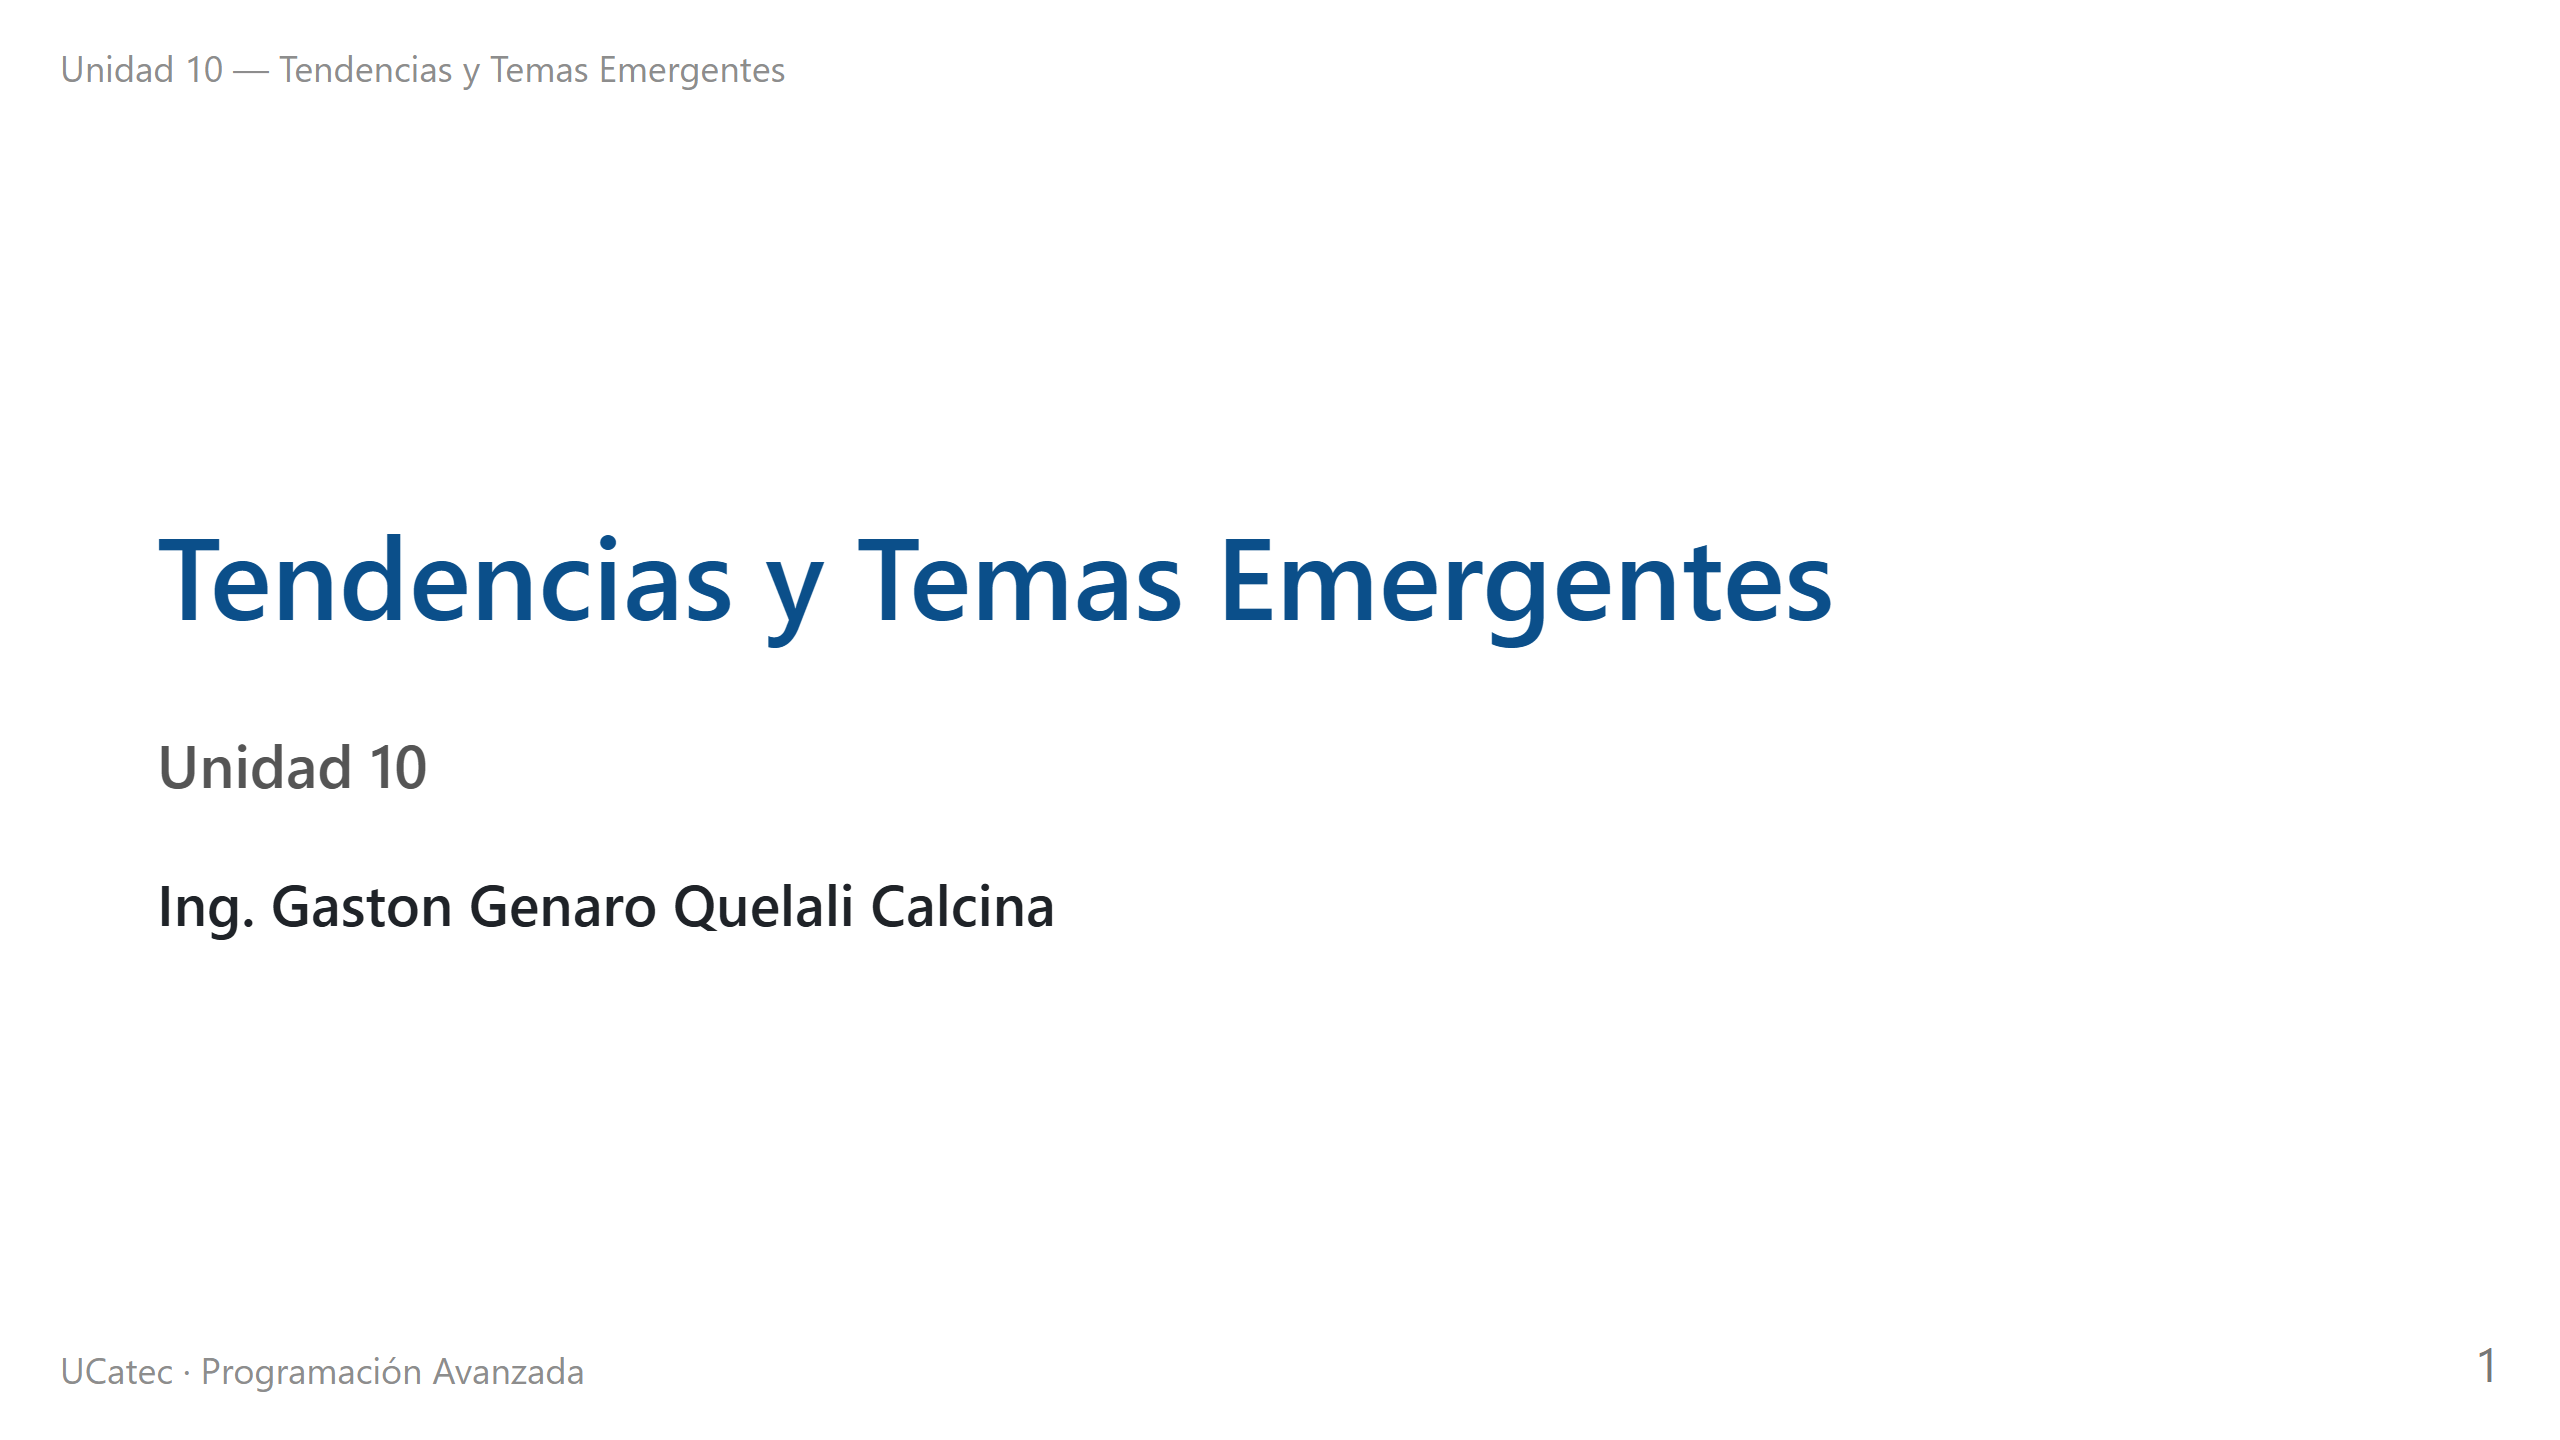 Unidad 10 — Tendencias y Temas Emergentes
Tendencias y Temas Emergentes
Unidad 10
Ing. Gaston Genaro Quelali Calcina
UCatec · Programación Avanzada
1